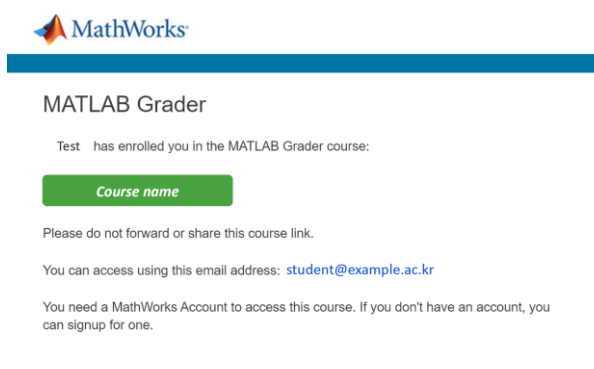 MathWorks®
MATLAB Grader
Test has enrolled you in the MATLAB Grader course:
Course name
Please do not forward or share this course link.
You can access using this email address: student@example.ac.kr
You need a MathWorks Account to access this course. If you don't have an account, you
can signup for one.